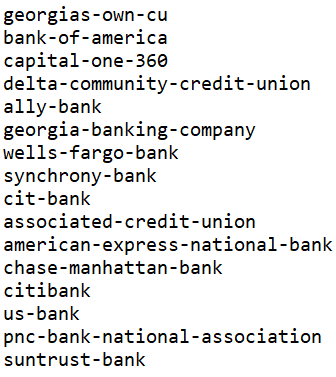 georgias-own-cu
bank-of-america
capital-one-360
delta-community-credit-union
ally-bank
georgia-banking-company
wells-fargo-bank
synchrony-bank
cit-bank
associated-credit-union
american-express-national-bank
chase-manhattan-bank
citibank
us-bank
pnc-bank-national-association
suntrust-bank